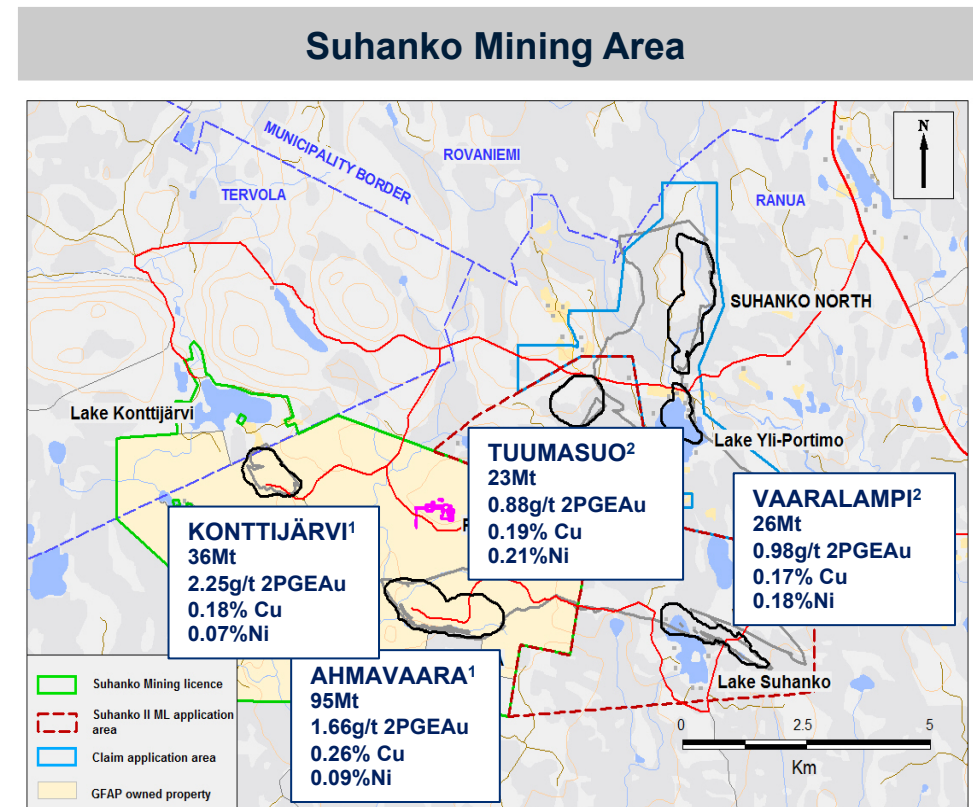 Suhanko Mining Area
MUNICIPALITY BORDER
ROVANIEMI
TERVOLA
RANUA
N
SUHANKO NORTH
Lake Konttijärvi
Lake Yli-Portimo
TUUMASUO²
23Mt
0.88g/t 2PGEAu
0.19% Cu
0.21%Ni
VAARALAMPI²
26Mt
0.98g/t 2PGEAu
0.17% Cu
0.18%Ni
KONTTIJÄRVI¹
36Mt
2.25g/t 2PGEAu
0.18% Cu
0.07%Ni
AHMAVAARA¹
95Mt
1.66g/t 2PGEAu
0.26% Cu
0.09%Ni
Lake Suhanko
0 2.5 5
Km
Suhanko Mining licence
Suhanko II ML application
area
Claim application area
GFAP owned property